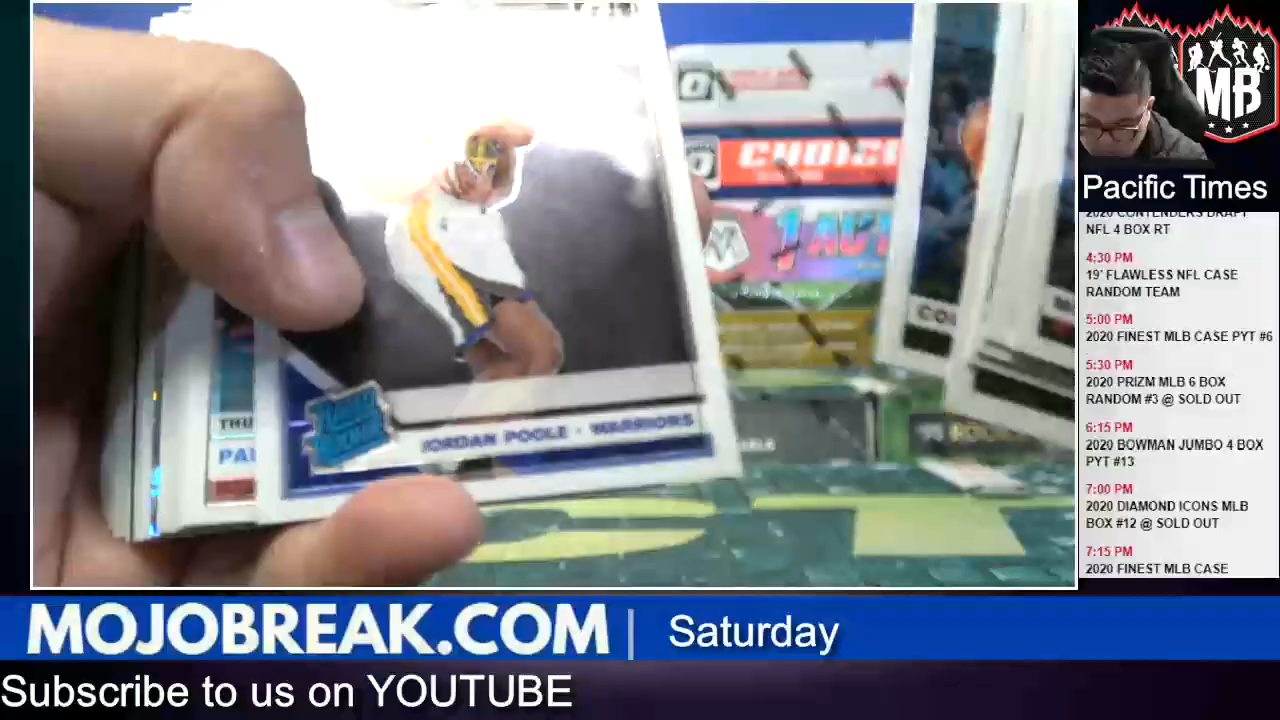 CHOICE
1 AUT
THU
PAI
JORDAN POOLE - WARRIORS
CO
MB
Pacific Times
2020 CONTENDERS DRAFT
NFL 4 BOX RT
4:30 PM
19' FLAWLESS NFL CASE
RANDOM TEAM
5:00 PM
2020 FINEST MLB CASE PYT #6
5:30 PM
2020 PRIZM MLB 6 BOX
RANDOM #3 @ SOLD OUT
6:15 PM
2020 BOWMAN JUMBO 4 BOX
PYT #13
7:00 PM
2020 DIAMOND ICONS MLB
BOX #12 @ SOLD OUT
7:15 PM
2020 FINEST MLB CASE
MOJOBREAK.COM | Saturday
Subscribe to us on YOUTUBE